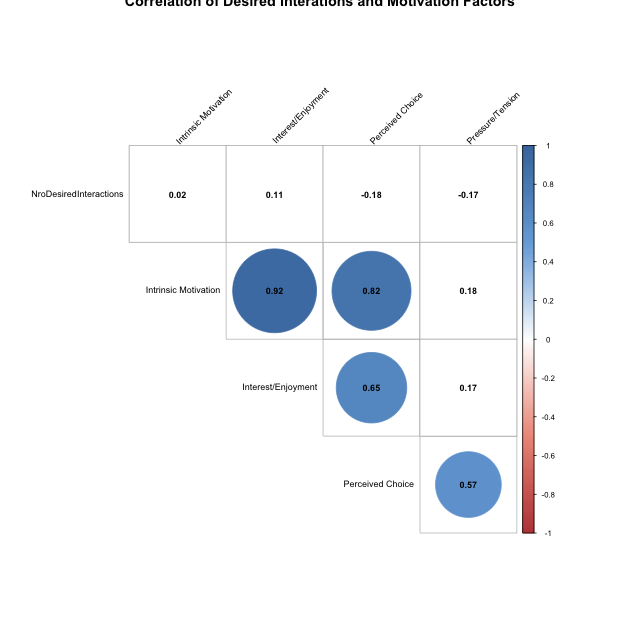 Correlation of Desired Interations and Motivation Factors
Intrinsic Motivation
Interest/Enjoyment
Perceived Choice
Pressure/Tension
NroDesiredInteractions
0.02
0.11
-0.18
-0.17
Intrinsic Motivation
0.92
0.82
0.18
Interest/Enjoyment
0.65
0.17
Perceived Choice
0.57
1
0.8
0.6
0.4
0.2
0
-0.2
-0.4
-0.6
-0.8
-1